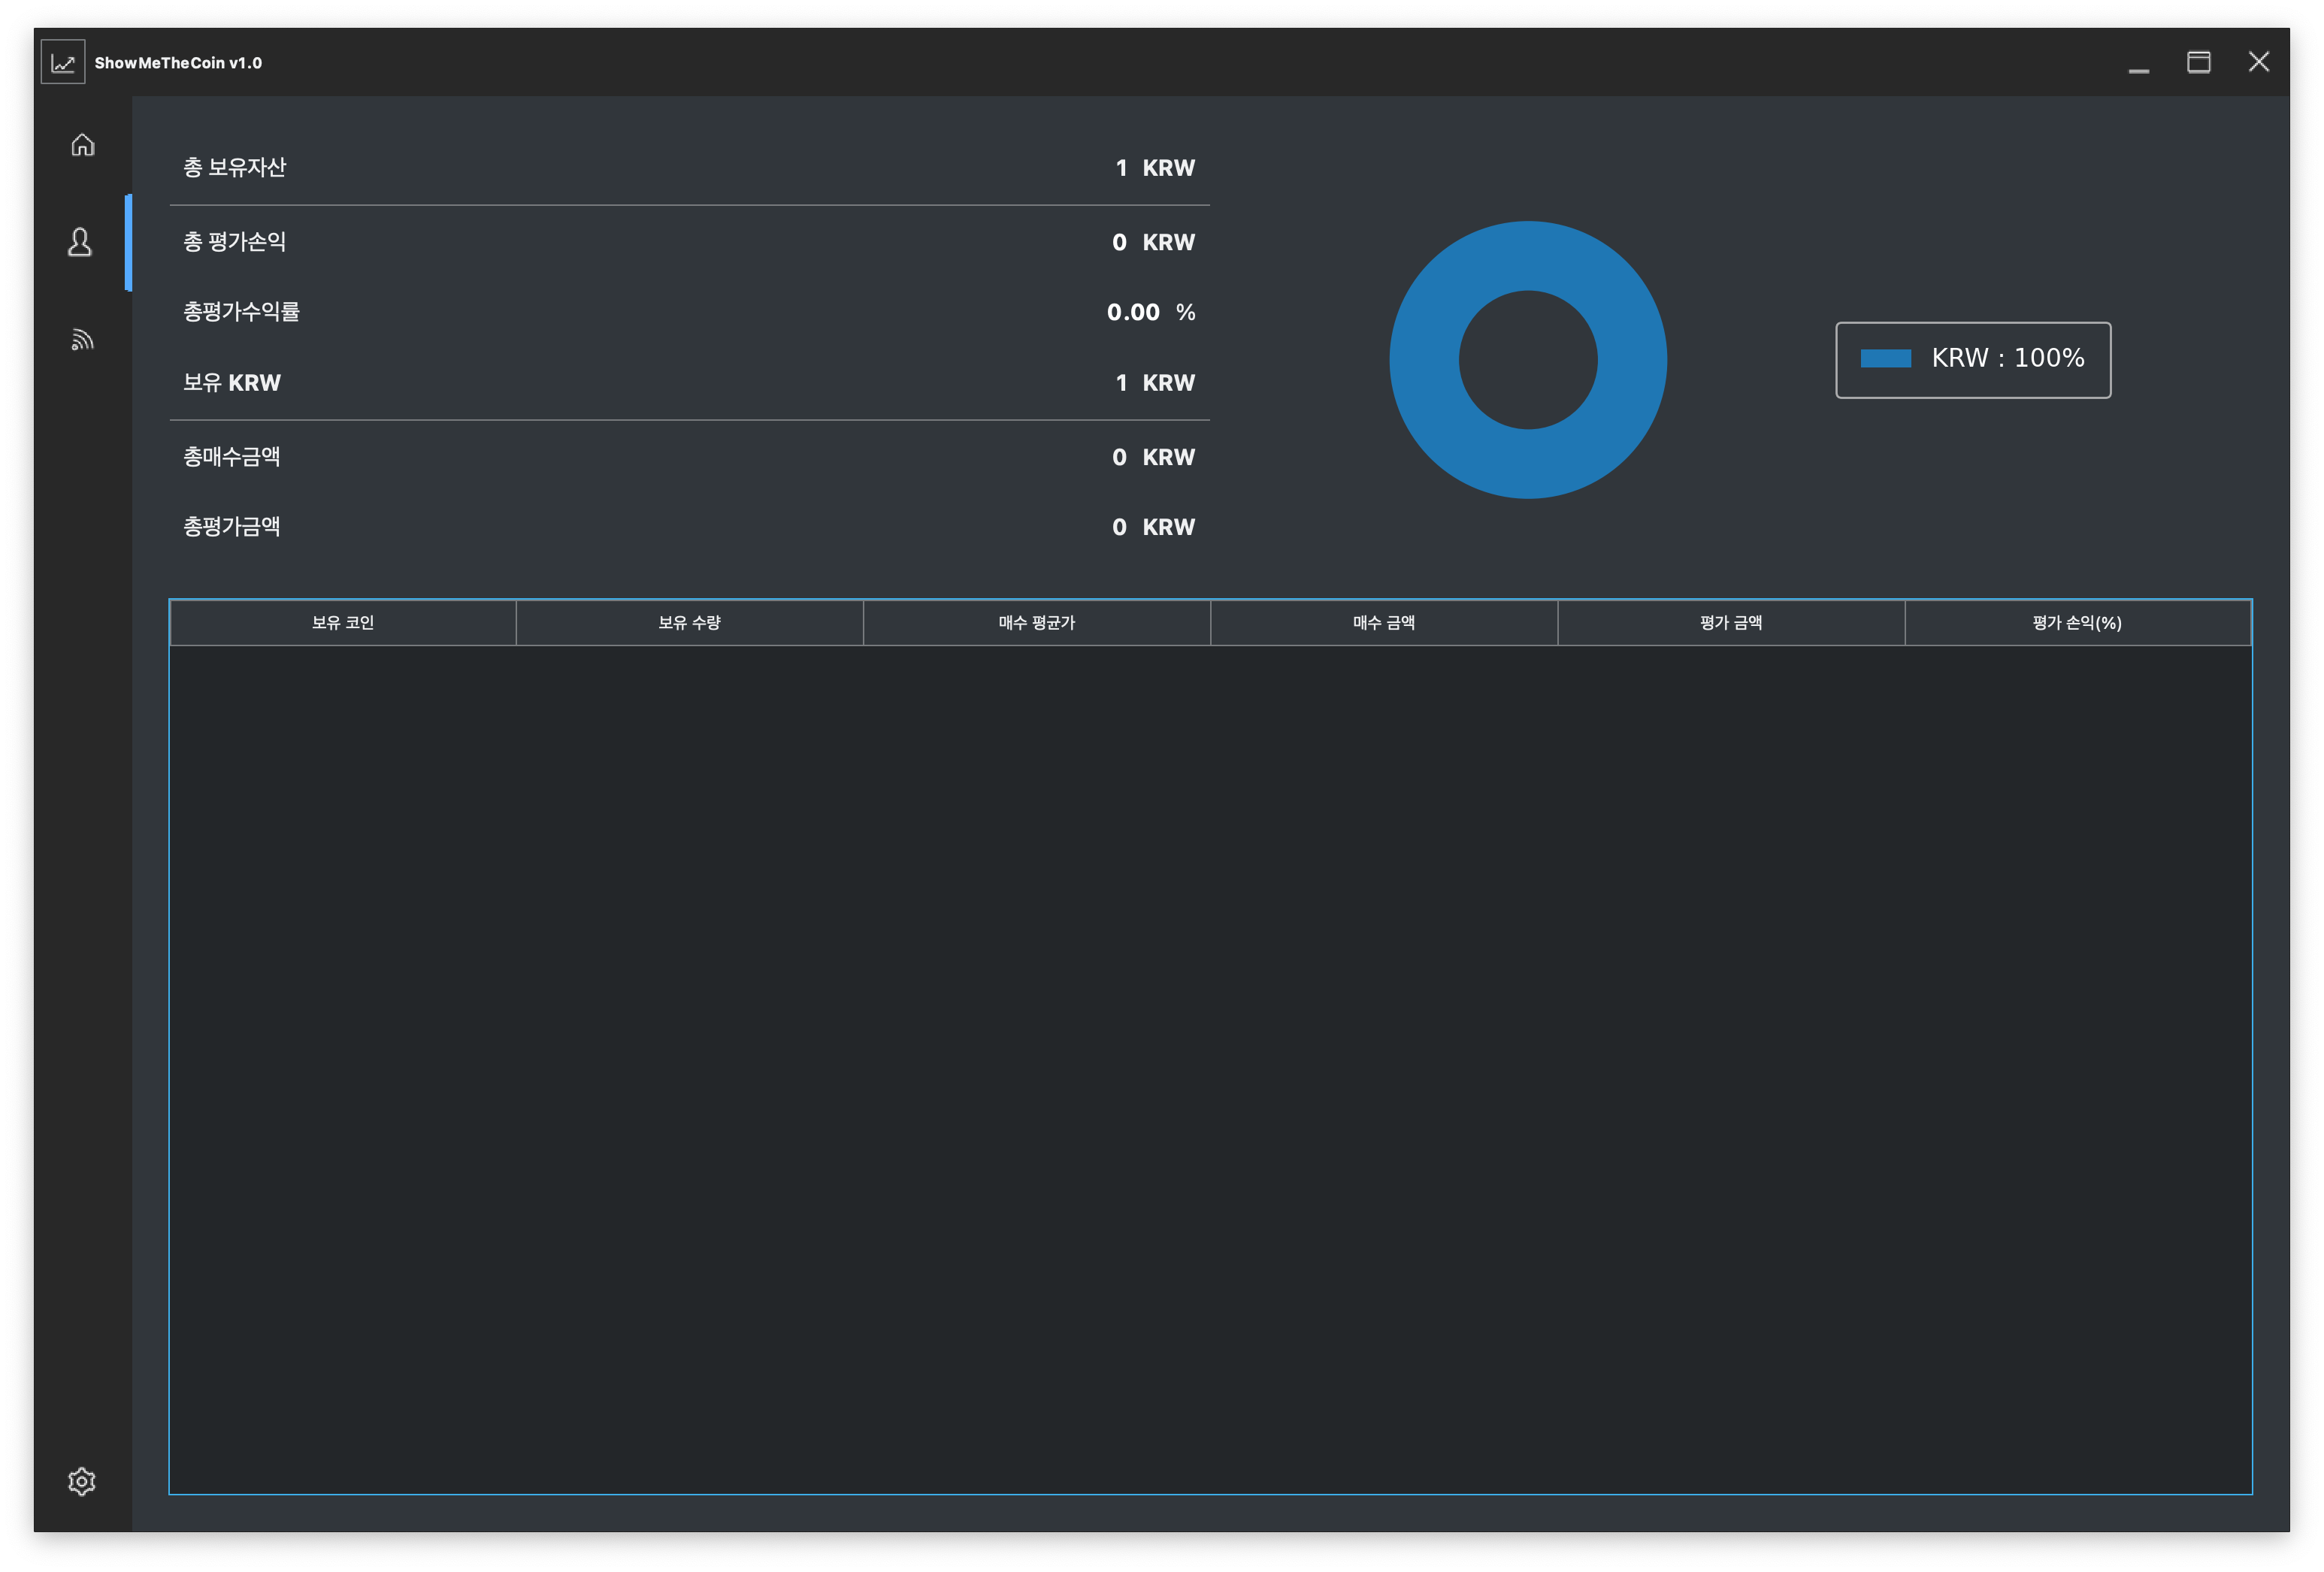 ShowMeTheCoin v1.0
총 보유자산 1 KRW
총 평가손익 0 KRW
총평가수익률 0.00 %
보유 KRW 1 KRW
총매수금액 0 KRW
총평가금액 0 KRW
KRW : 100%
보유 코인 보유 수량 매수 평균가 매수 금액 평가 금액 평가 손익(%)